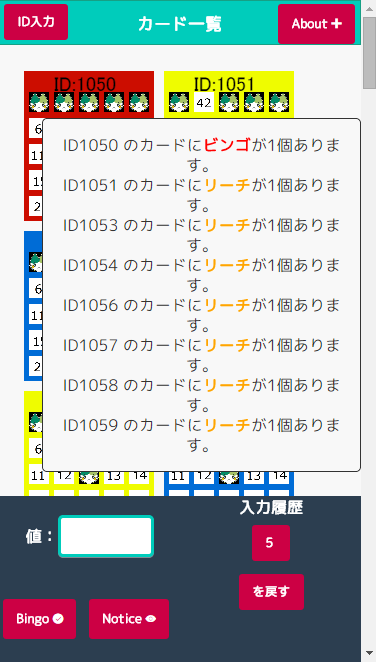 ID入力
カード一覧
About +
ID:1050
ID:1051
42
ID1050 のカードにビンゴが1個ありま
す。
ID1051 のカードにリーチが1個ありま
す。
ID1053 のカードにリーチが1個ありま
す。
ID1054 のカードにリーチが1個ありま
す。
ID1056 のカードにリーチが1個ありま
す。
ID1057 のカードにリーチが1個ありま
す。
ID1058 のカードにリーチが1個ありま
す。
ID1059 のカードにリーチが1個ありま
す。
11 12 13 14
11 12 13 14
入力履歴
値：
5
を戻す
Bingo
Notice